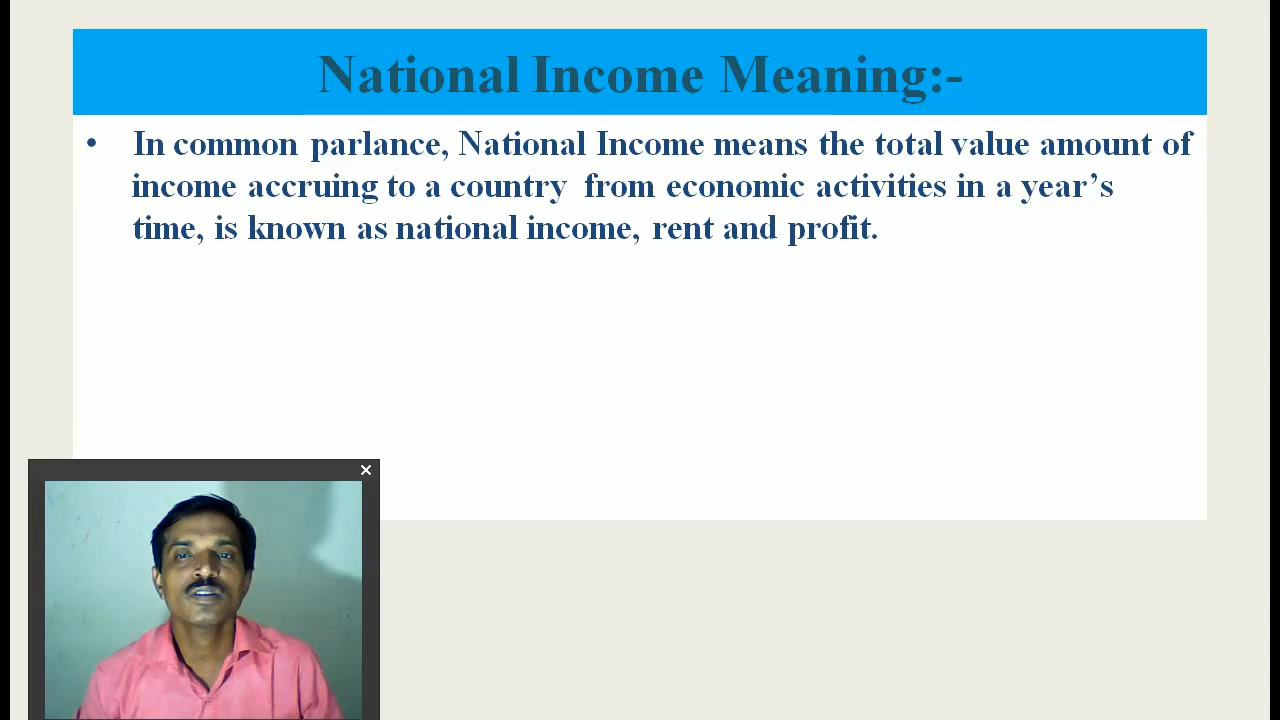 National Income Meaning:-
• In common parlance, National Income means the total value amount of
income accruing to a country from economic activities in a year’s
time, is known as national income, rent and profit.